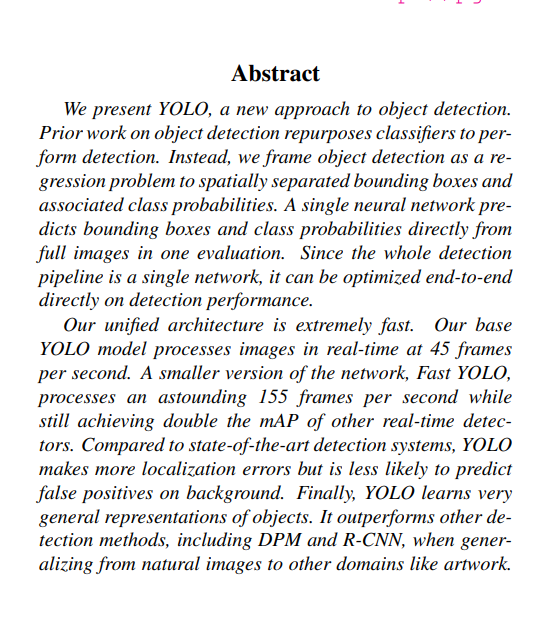 Abstract
We present YOLO, a new approach to object detection.
Prior work on object detection repurposes classifiers to per-
form detection. Instead, we frame object detection as a re-
gression problem to spatially separated bounding boxes and
associated class probabilities. A single neural network pre-
dicts bounding boxes and class probabilities directly from
full images in one evaluation. Since the whole detection
pipeline is a single network, it can be optimized end-to-end
directly on detection performance.
Our unified architecture is extremely fast. Our base
YOLO model processes images in real-time at 45 frames
per second. A smaller version of the network, Fast YOLO,
processes an astounding 155 frames per second while
still achieving double the mAP of other real-time detec-
tors. Compared to state-of-the-art detection systems, YOLO
makes more localization errors but is less likely to predict
false positives on background. Finally, YOLO learns very
general representations of objects. It outperforms other de-
tection methods, including DPM and R-CNN, when gener-
alizing from natural images to other domains like artwork.